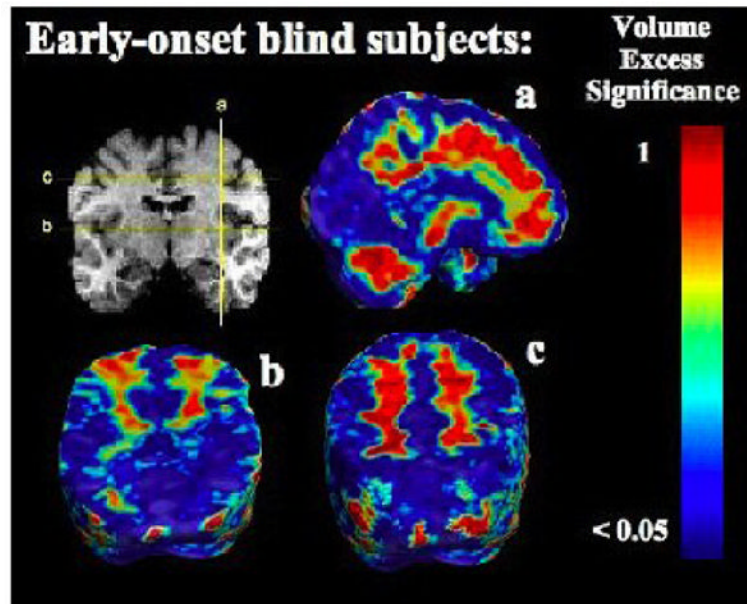 Early-onset blind subjects:
Volume
Excess
Significance
a
a
1
c
b
b
c
< 0.05